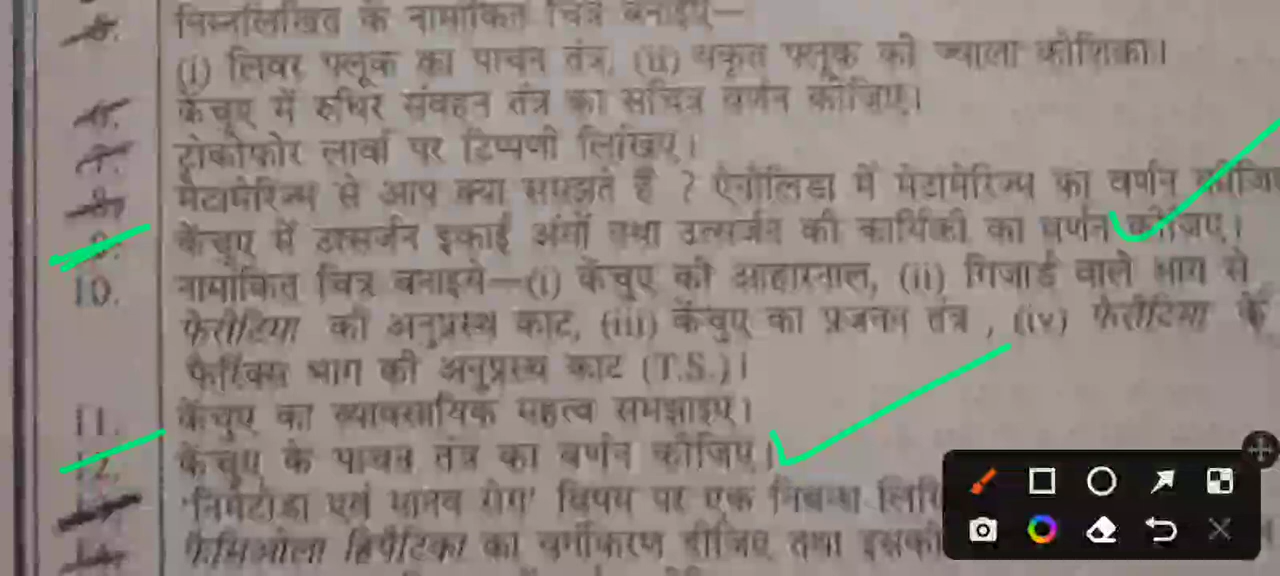 निम्नलिखित के नामांकित चित्र बनाइए—
(i) लिवर फ्लूक का पाचन तंत्र, (ii) यकृत फ्लूक की ज्वाला कोशिका।
केंचुए में रुधिर संवहन तंत्र का सचित्र वर्णन कीजिए।
ट्रोकोफोर लार्वा पर टिप्पणी लिखिए।
मेटामेरिज्म से आप क्या समझते हैं ? ऐनीलिडा में मेटामेरिज्म का वर्णन कीजिए
9. केंचुए में उत्सर्जन इकाई अंगों तथा उत्सर्जन की कार्यिकी का वर्णन कीजिए।
10. नामांकित चित्र बनाइये—(i) केंचुए की आहारनाल, (ii) गिजार्ड वाले भाग से
फेरीटिमा की अनुप्रस्थ काट, (iii) केंचुए का प्रजनन तंत्र , (iv) फेरीटिमा के
फैरिंक्स भाग की अनुप्रस्थ काट (T.S.)।
11. केंचुए का व्यावसायिक महत्व समझाइए।
12. केंचुए के पाचन तंत्र का वर्णन कीजिए।
'निमेटोडा एवं मानव रोग' विषय पर एक निबन्ध
फैसिओला हिपैटिका का वर्गीकरण दीजिए तथा इसकी